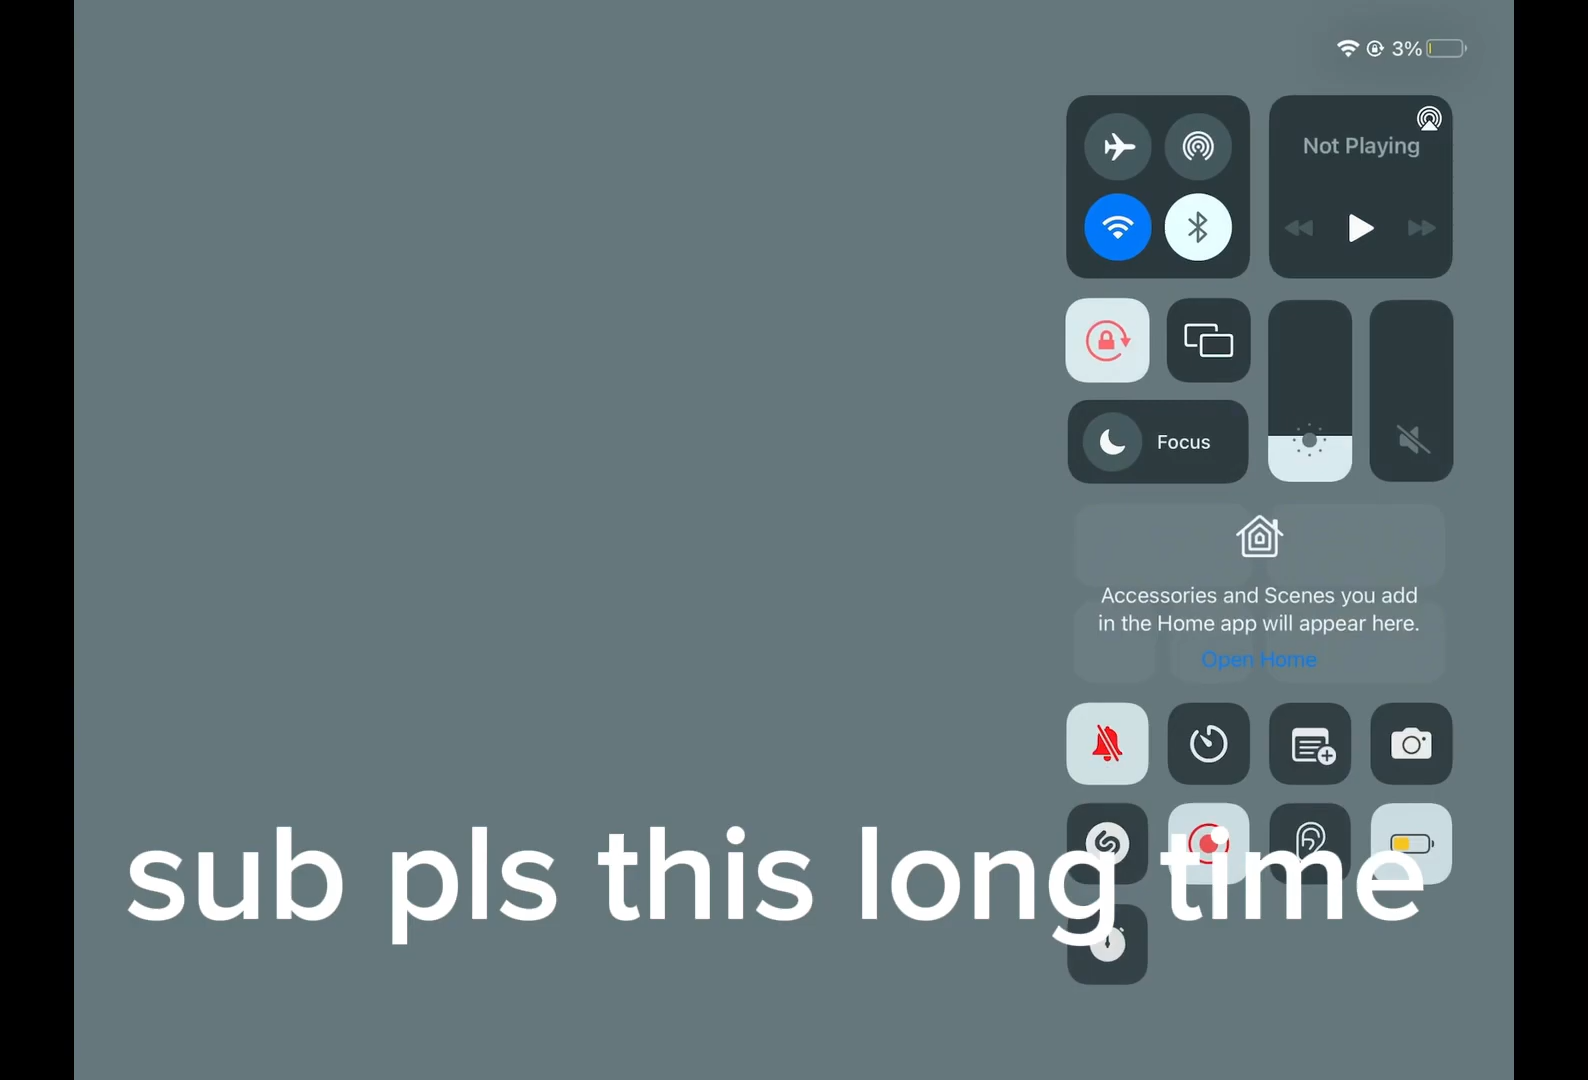 3%
Not Playing
Focus
Accessories and Scenes you add
in the Home app will appear here.
Open Home
sub pls this long time